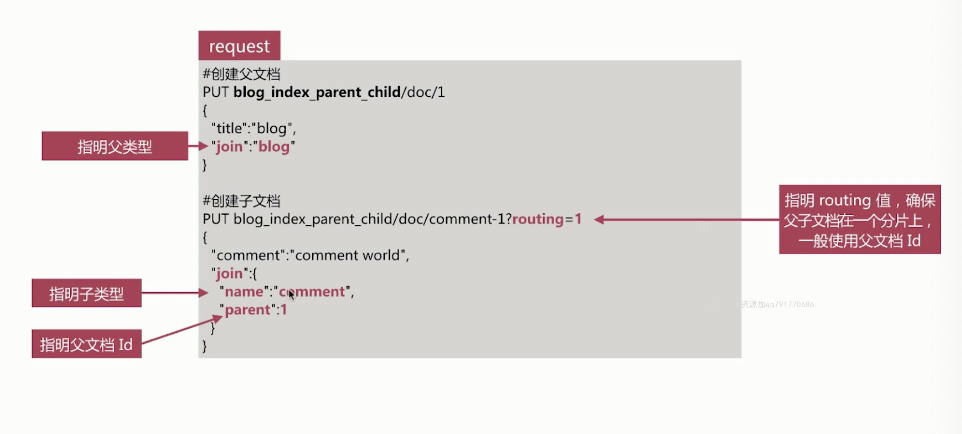 request
#创建父文档
PUT blog_index_parent_child/doc/1
{
"title":"blog",
指明父类型
"join":"blog"
}
#创建子文档
PUT blog_index_parent_child/doc/comment-1?routing=1
指明 routing 值，确保
父子文档在一个分片上，
一般使用父文档 Id
{
"comment":"comment world",
"join":{
指明子类型
"name":"comment",
"parent":1
指明父文档 Id
}
}